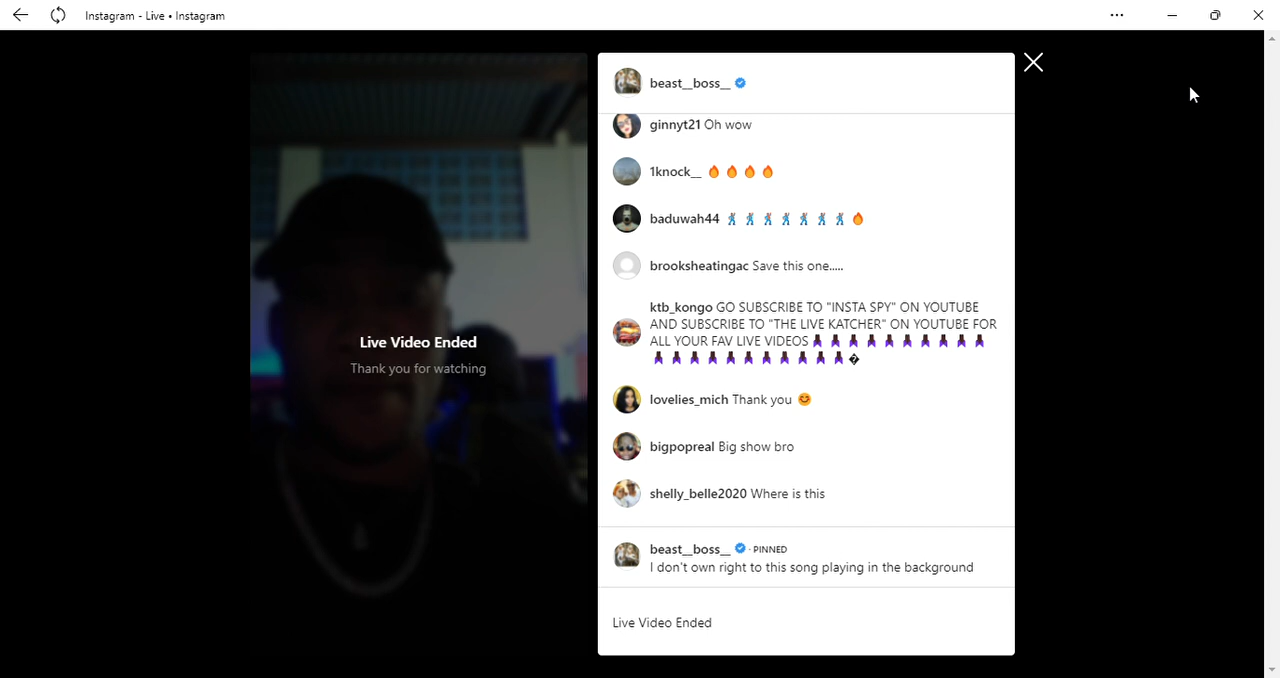 Instagram - Live • Instagram
beast__boss__
ginnyt21 Oh wow
1knock__ 🔥 🔥 🔥 🔥
baduwah44 🕺 🕺 🕺 🕺 🕺 🕺 🕺 🔥
brooksheatingac Save this one.....
ktb_kongo GO SUBSCRIBE TO "INSTA SPY" ON YOUTUBE
AND SUBSCRIBE TO "THE LIVE KATCHER" ON YOUTUBE FOR
ALL YOUR FAV LIVE VIDEOS
�
lovelies_mich Thank you 😊
bigpopreal Big show bro
shelly_belle2020 Where is this
beast__boss__ · PINNED
I don't own right to this song playing in the background
Live Video Ended
Live Video Ended
Thank you for watching